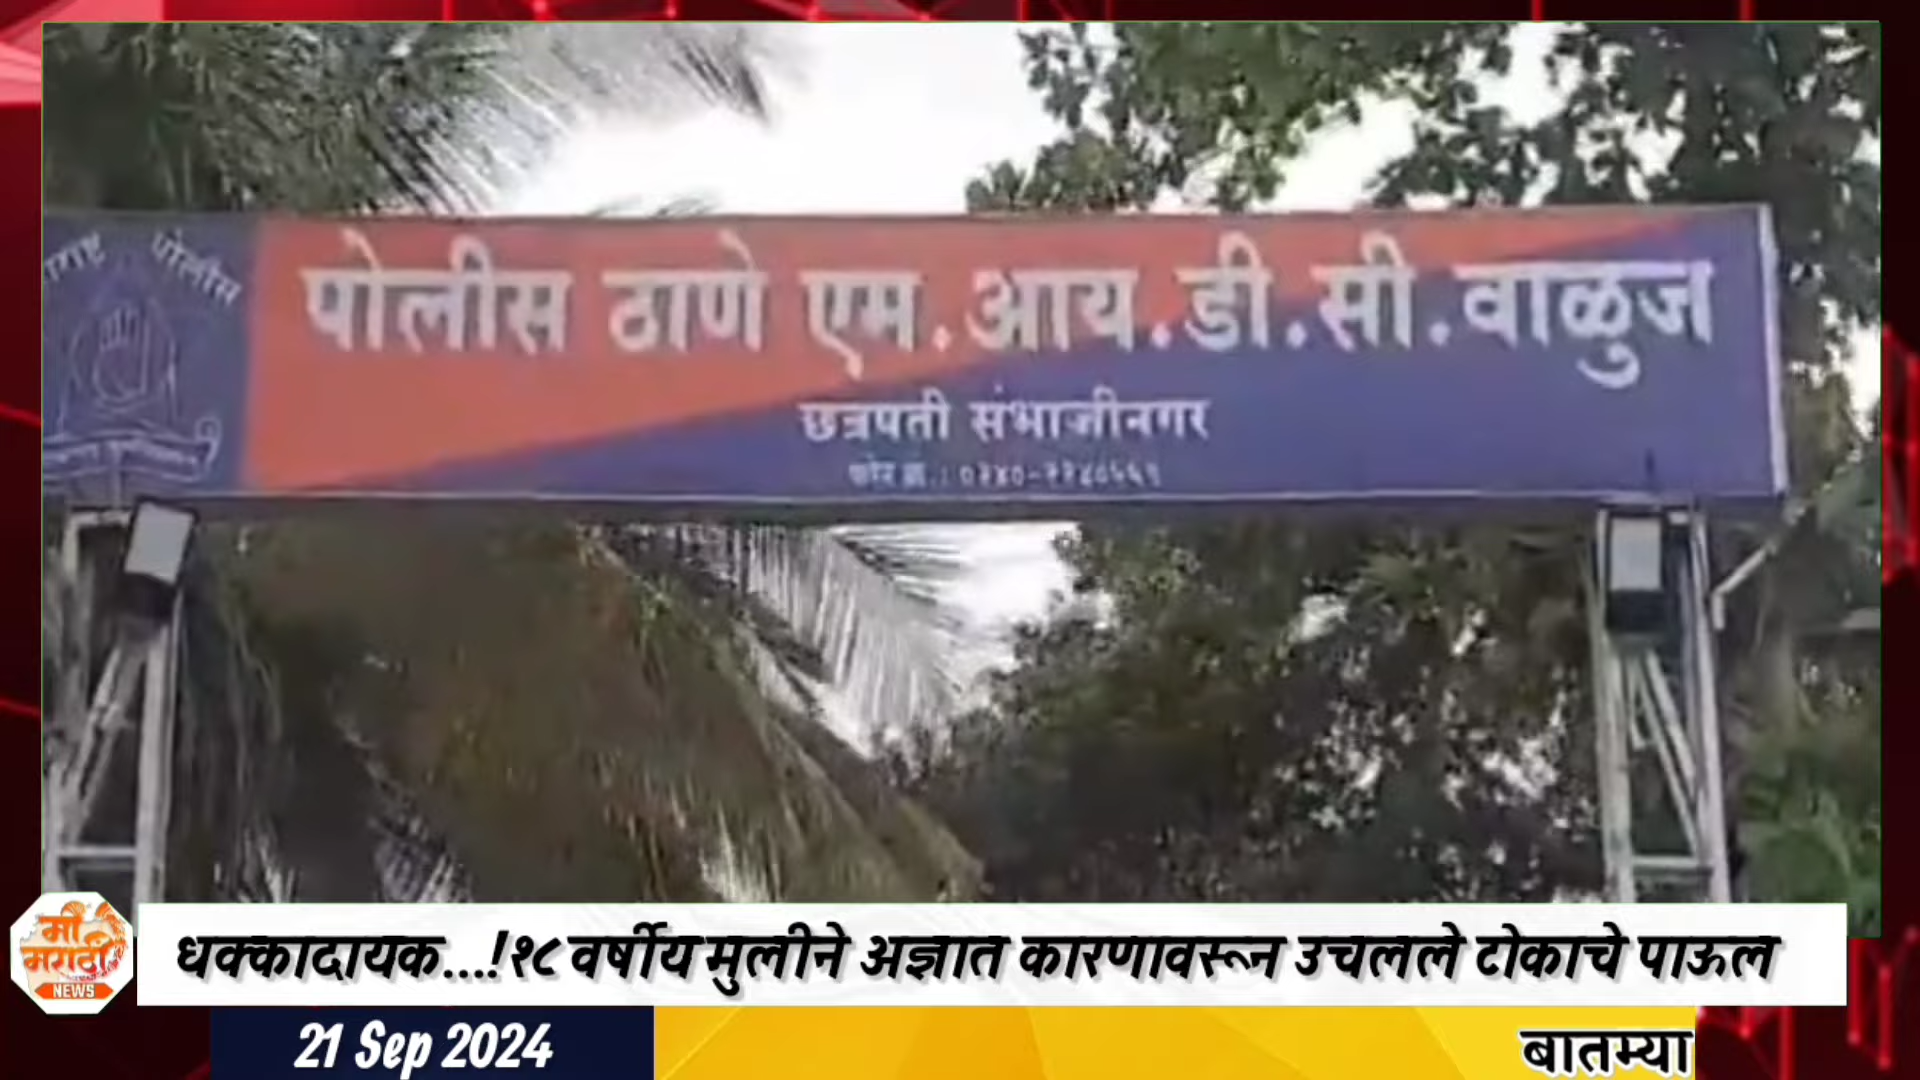 पोलीस
पोलीस ठाणे एम.आय.डी.सी.वाळुज
छत्रपती संभाजीनगर
मी मराठी
NEWS
धक्कादायक...!१८ वर्षीय मुलीने अज्ञात कारणावरून उचलले टोकाचे पाऊल
21 Sep 2024
बातम्या